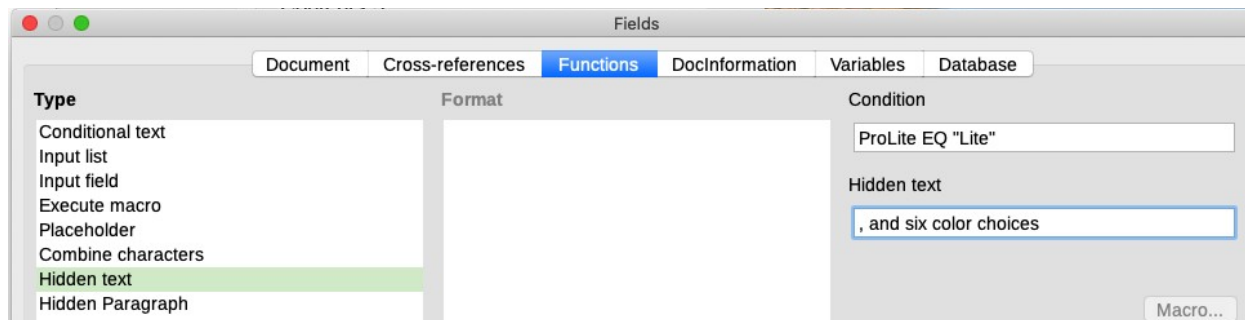 Fields
Document Cross-references Functions DocInformation Variables Database
Type Format Condition
Conditional text
Input list
Input field
Execute macro
Placeholder
Combine characters
Hidden text
Hidden Paragraph
ProLite EQ "Lite"
Hidden text
, and six color choices
Macro...